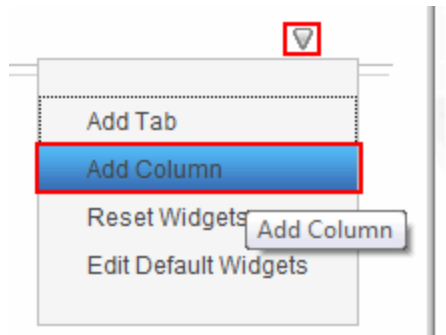 Add Tab
Add Column
Reset Widgets
Add Column
Edit Default Widgets